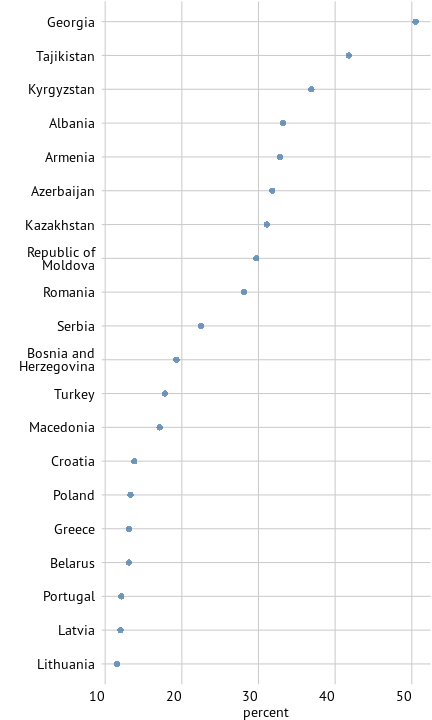 Georgia
Tajikistan
Kyrgyzstan
Albania
Armenia
Azerbaijan
Kazakhstan
Republic of
Moldova
Romania
Serbia
Bosnia and
Herzegovina
Turkey
Macedonia
Croatia
Poland
Greece
Belarus
Portugal
Latvia
Lithuania
10 20 30 40 50
percent